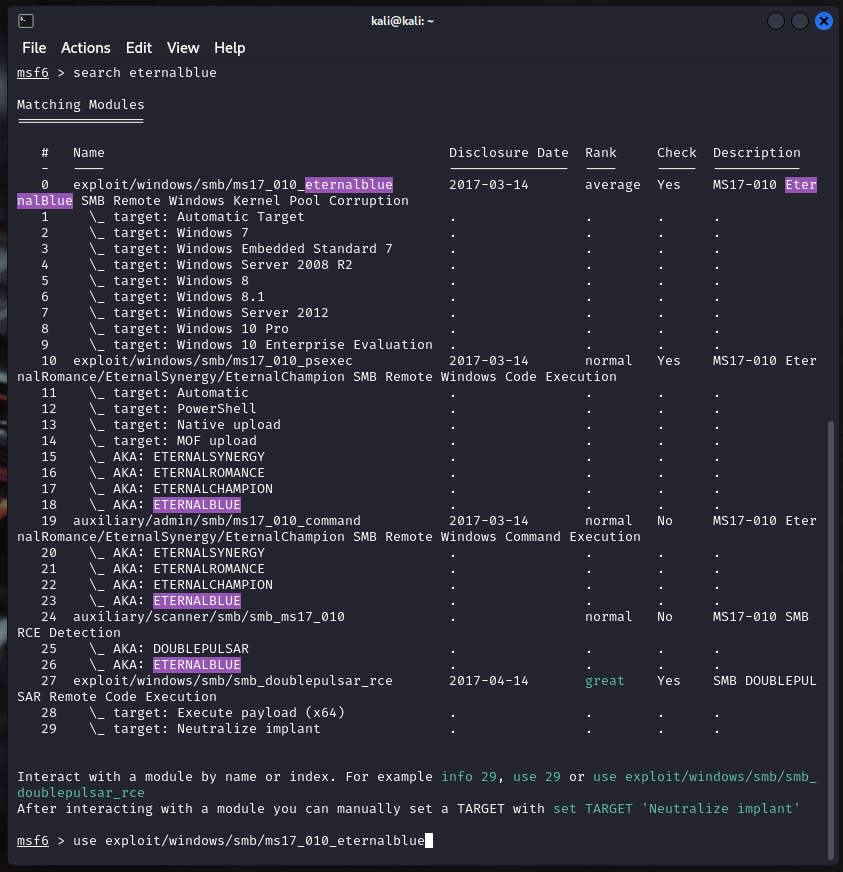 kali@kali: ~
File Actions Edit View Help
msf6 > search eternalblue
Matching Modules
================
# Name Disclosure Date Rank Check Description
- ---- --------------- ---- ----- -----------
0 exploit/windows/smb/ms17_010_eternalblue 2017-03-14 average Yes MS17-010 Eter
nalBlue SMB Remote Windows Kernel Pool Corruption
1 \_ target: Automatic Target . . . .
2 \_ target: Windows 7 . . . .
3 \_ target: Windows Embedded Standard 7 . . . .
4 \_ target: Windows Server 2008 R2 . . . .
5 \_ target: Windows 8 . . . .
6 \_ target: Windows 8.1 . . . .
7 \_ target: Windows Server 2012 . . . .
8 \_ target: Windows 10 Pro . . . .
9 \_ target: Windows 10 Enterprise Evaluation . . . .
10 exploit/windows/smb/ms17_010_psexec 2017-03-14 normal Yes MS17-010 Eter
nalRomance/EternalSynergy/EternalChampion SMB Remote Windows Code Execution
11 \_ target: Automatic . . . .
12 \_ target: PowerShell . . . .
13 \_ target: Native upload . . . .
14 \_ target: MOF upload . . . .
15 \_ AKA: ETERNALSYNERGY . . . .
16 \_ AKA: ETERNALROMANCE . . . .
17 \_ AKA: ETERNALCHAMPION . . . .
18 \_ AKA: ETERNALBLUE . . . .
19 auxiliary/admin/smb/ms17_010_command 2017-03-14 normal No MS17-010 Eter
nalRomance/EternalSynergy/EternalChampion SMB Remote Windows Command Execution
20 \_ AKA: ETERNALSYNERGY . . . .
21 \_ AKA: ETERNALROMANCE . . . .
22 \_ AKA: ETERNALCHAMPION . . . .
23 \_ AKA: ETERNALBLUE . . . .
24 auxiliary/scanner/smb/smb_ms17_010 . normal No MS17-010 SMB
RCE Detection
25 \_ AKA: DOUBLEPULSAR . . . .
26 \_ AKA: ETERNALBLUE . . . .
27 exploit/windows/smb/smb_doublepulsar_rce 2017-04-14 great Yes SMB DOUBLEPUL
SAR Remote Code Execution
28 \_ target: Execute payload (x64) . . . .
29 \_ target: Neutralize implant . . . .
Interact with a module by name or index. For example info 29, use 29 or use exploit/windows/smb/smb_
doublepulsar_rce
After interacting with a module you can manually set a TARGET with set TARGET 'Neutralize implant'
msf6 > use exploit/windows/smb/ms17_010_eternalblue